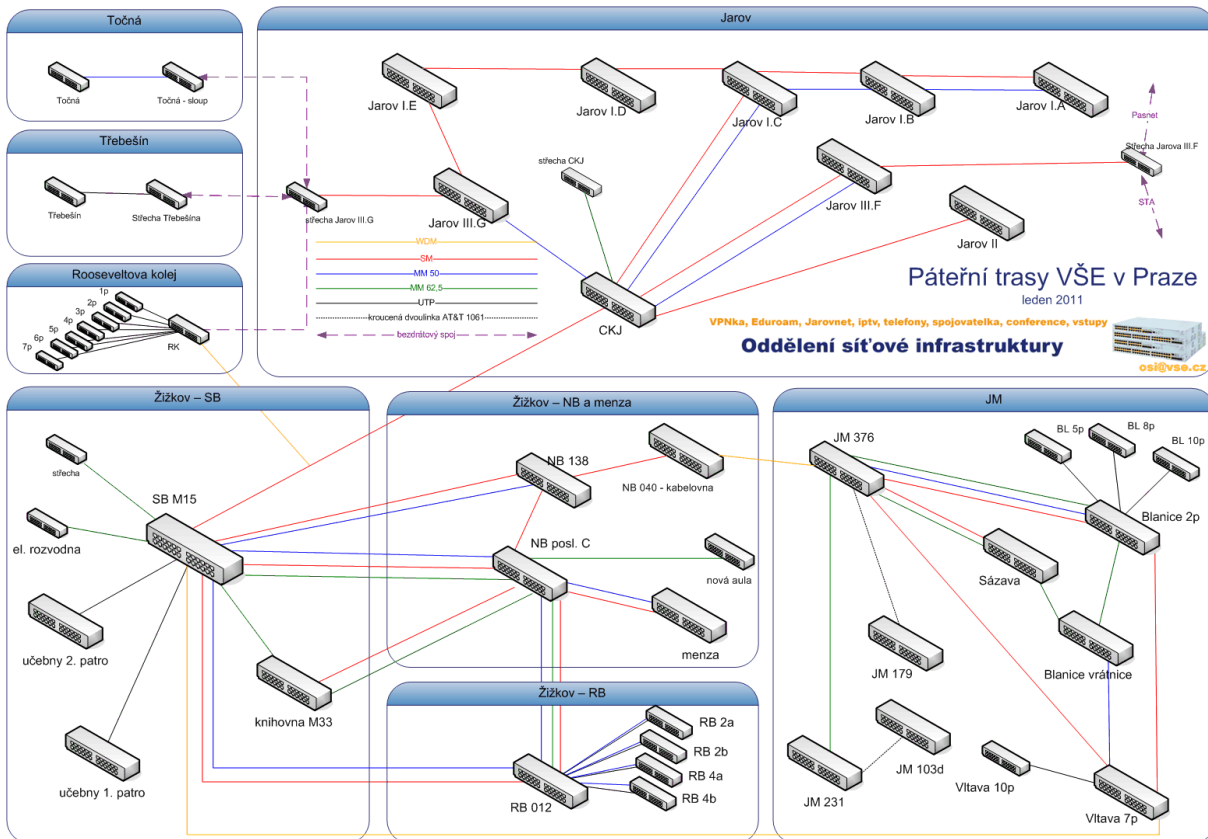 Točná
Točná
Točná - sloup
Třebešín
Třebešín
Střecha Třebešína
Rooseveltova kolej
1p
2p
3p
4p
5p
6p
7p
RK
Jarov
Jarov I.E
Jarov I.D
Jarov I.C
Jarov I.B
Jarov I.A
Pasnet
Střecha Jarova III.F
STA
střecha CKJ
střecha Jarov III.G
Jarov III.G
Jarov III.F
Jarov II
CKJ
WDM
SM
MM 50
MM 62,5
UTP
kroucená dvoulinka AT&T 1061
bezdrátový spoj
Páteřní trasy VŠE v Praze
leden 2011
VPNka, Eduroam, Jarovnet, iptv, telefony, spojovatelka, conference, vstupy
Oddělení síťové infrastruktury
osi@vse.cz
Žižkov – SB
střecha
SB M15
el. rozvodna
učebny 2. patro
knihovna M33
učebny 1. patro
Žižkov – NB a menza
NB 138
NB 040 - kabelovna
NB posl. C
nová aula
menza
Žižkov – RB
RB 2a
RB 2b
RB 4a
RB 4b
RB 012
JM
JM 376
BL 5p
BL 8p
BL 10p
Blanice 2p
Sázava
JM 179
Blanice vrátnice
JM 103d
JM 231
Vltava 10p
Vltava 7p